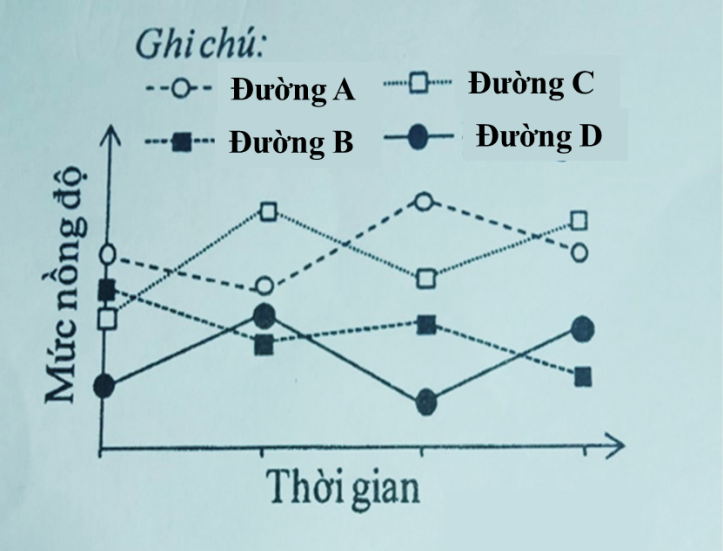 Ghi chú:
Đường A
Đường C
Đường B
Đường D
Mức nồng độ
Thời gian